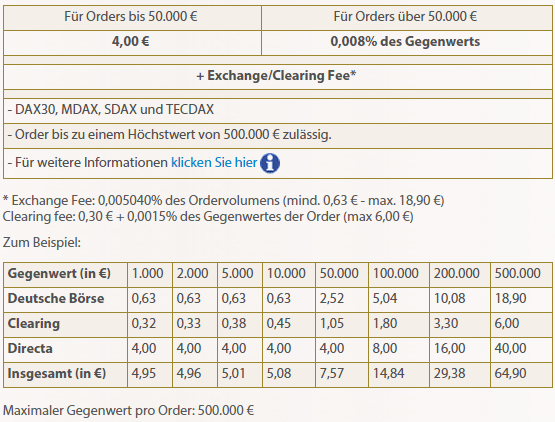 Für Orders bis 50.000 € Für Orders über 50.000 €
4,00 € 0,008% des Gegenwerts
+ Exchange/Clearing Fee*
- DAX30, MDAX, SDAX und TECDAX
- Order bis zu einem Höchstwert von 500.000 € zulässig.
- Für weitere Informationen klicken Sie hier i
* Exchange Fee: 0,005040% des Ordervolumens (mind. 0,63 € - max. 18,90 €)
Clearing fee: 0,30 € + 0,0015% des Gegenwertes der Order (max 6,00 €)
Zum Beispiel:
Gegenwert (in €) 1.000 2.000 5.000 10.000 50.000 100.000 200.000 500.000
Deutsche Börse 0,63 0,63 0,63 0,63 2,52 5,04 10,08 18,90
Clearing 0,32 0,33 0,38 0,45 1,05 1,80 3,30 6,00
Directa 4,00 4,00 4,00 4,00 4,00 8,00 16,00 40,00
Insgesamt (in €) 4,95 4,96 5,01 5,08 7,57 14,84 29,38 64,90
Maximaler Gegenwert pro Order: 500.000 €